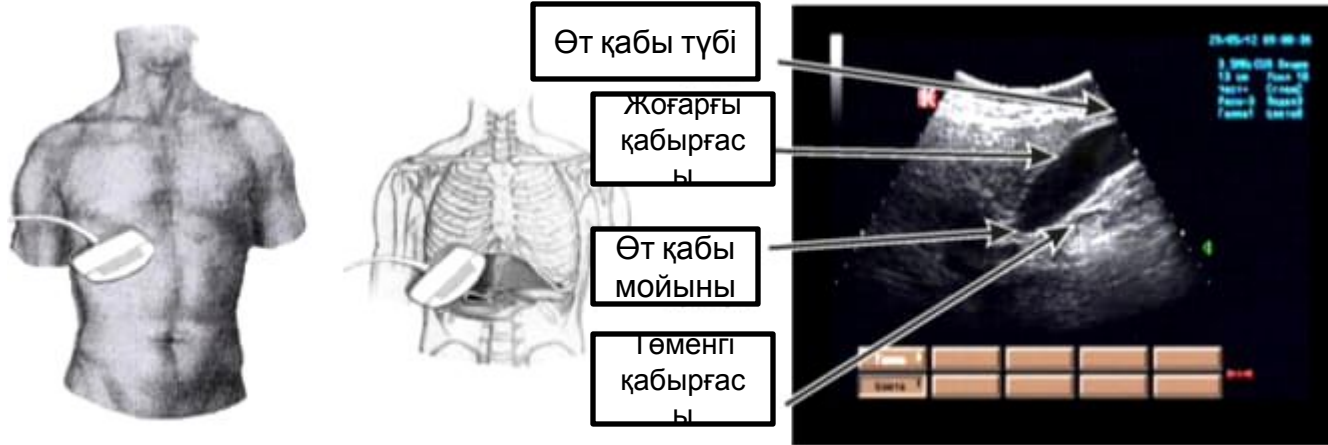 Өт қабы түбі
Жоғарғы
қабырғас
ы
Өт қабы
мойыны
Төменгі
қабырғас
ы